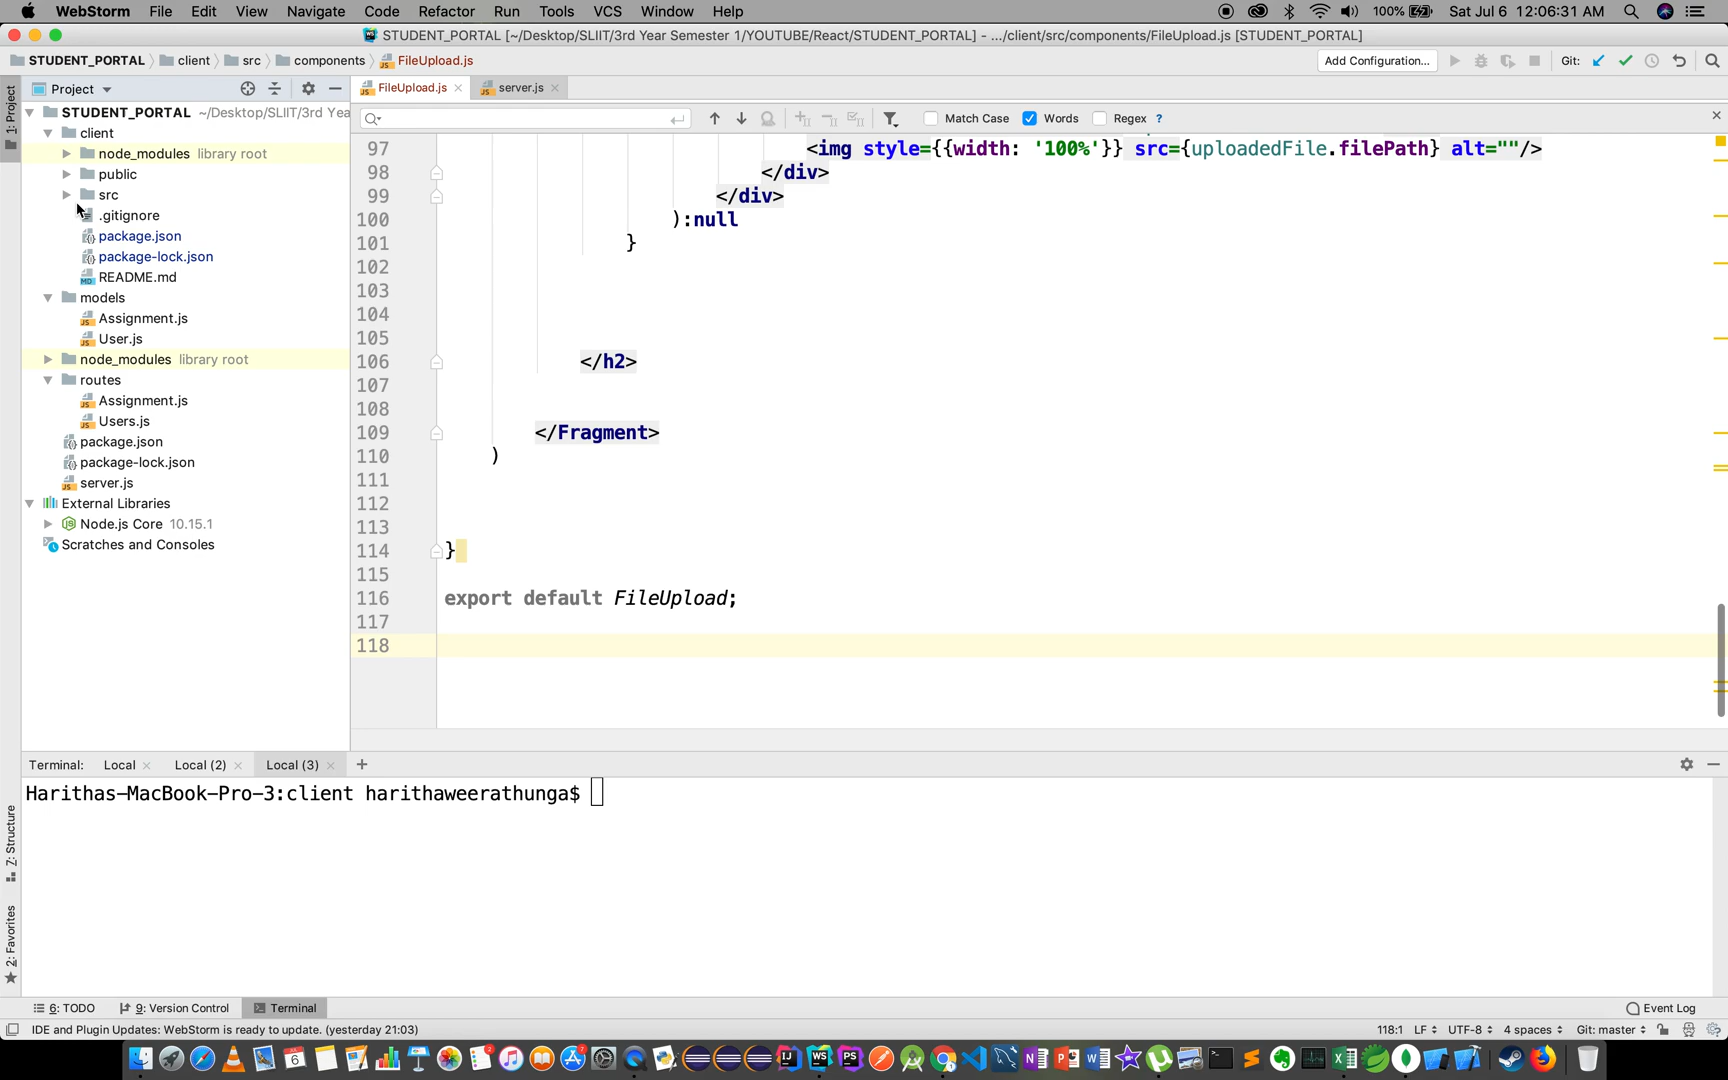 WebStorm File Edit View Navigate Code Refactor Run Tools VCS Window Help 100% Sat Jul 6 12:06:31 AM
STUDENT_PORTAL [~/Desktop/SLIIT/3rd Year Semester 1/YOUTUBE/React/STUDENT_PORTAL] - .../client/src/components/FileUpload.js [STUDENT_PORTAL]
STUDENT_PORTAL client src components FileUpload.js Add Configuration... Git:
1: Project
Project
FileUpload.js server.js
Match Case Words Regex ?
STUDENT_PORTAL ~/Desktop/SLIIT/3rd Yea
client
node_modules library root
public
src
.gitignore
package.json
package-lock.json
README.md
models
Assignment.js
User.js
node_modules library root
routes
Assignment.js
Users.js
package.json
package-lock.json
server.js
External Libraries
Node.js Core 10.15.1
Scratches and Consoles
97 <img style={{width: '100%'}} src={uploadedFile.filePath} alt=""/>
98 </div>
99 </div>
100 ):null
101 }
102
103
104
105
106 </h2>
107
108
109 </Fragment>
110 )
111
112
113
114 }
115
116 export default FileUpload;
117
118
Terminal: Local Local (2) Local (3) +
Harithas-MacBook-Pro-3:client harithaweerathunga$
Z: Structure
2: Favorites
6: TODO 9: Version Control Terminal Event Log
IDE and Plugin Updates: WebStorm is ready to update. (yesterday 21:03) 118:1 LF UTF-8 4 spaces Git: master